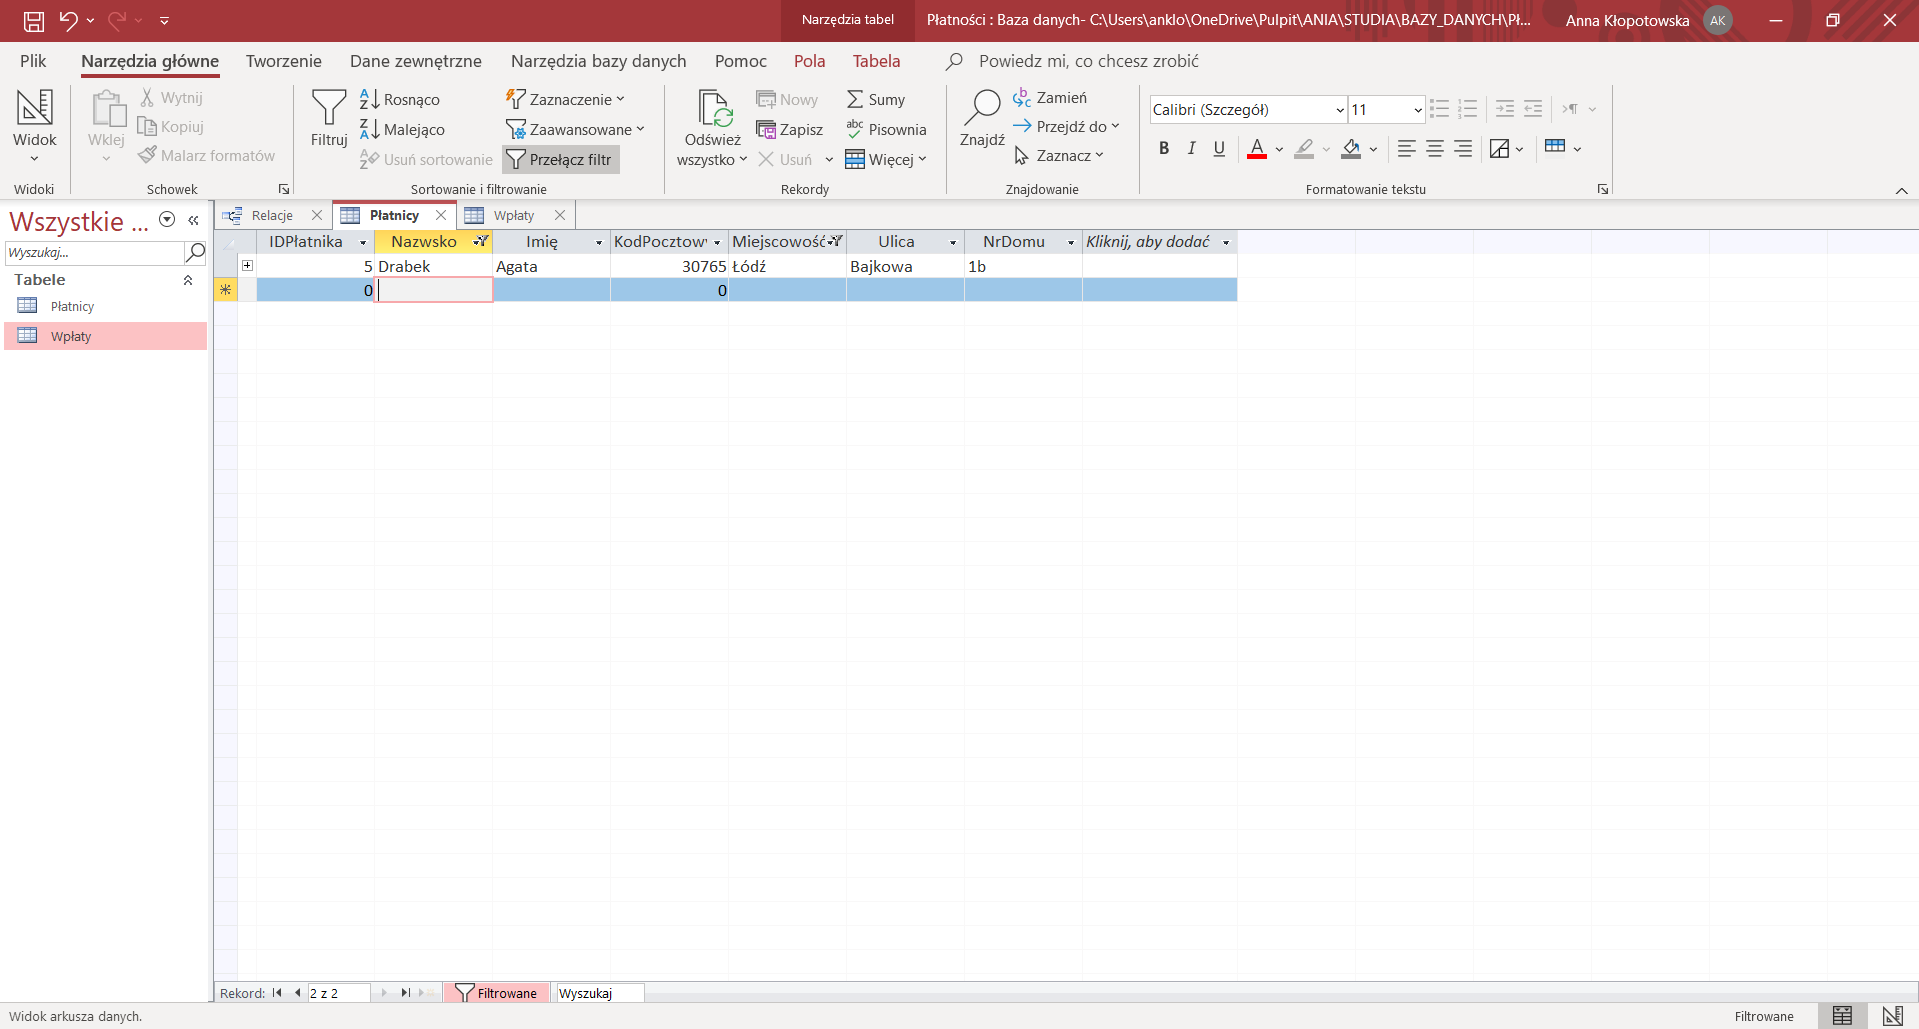 Narzędzia tabel
Płatności : Baza danych- C:\Users\anklo\OneDrive\Pulpit\ANIA\STUDIA\BAZY_DANYCH\Pł...
Anna Kłopotowska
AK
Plik
Narzędzia główne
Tworzenie
Dane zewnętrzne
Narzędzia bazy danych
Pomoc
Pola
Tabela
Powiedz mi, co chcesz zrobić
Widok
Widoki
Wklej
Wytnij
Kopiuj
Malarz formatów
Schowek
Filtruj
Rosnąco
Malejąco
Usuń sortowanie
Zaznaczenie
Zaawansowane
Przełącz filtr
Sortowanie i filtrowanie
Odśwież
wszystko
Nowy
Zapisz
Usuń
Sumy
Pisownia
Więcej
Rekordy
Znajdź
Zamień
Przejdź do
Zaznacz
Znajdowanie
Calibri (Szczegół)
11
B I U
Formatowanie tekstu
Wszystkie ...
Wyszukaj...
Tabele
Płatnicy
Wpłaty
Relacje
Płatnicy
Wpłaty
IDPłatnika Nazwsko Imię KodPocztow Miejscowość Ulica NrDomu Kliknij, aby dodać
5 Drabek Agata 30765 Łódź Bajkowa 1b
0 0
Rekord: 2 z 2 Filtrowane Wyszukaj
Widok arkusza danych.
Filtrowane